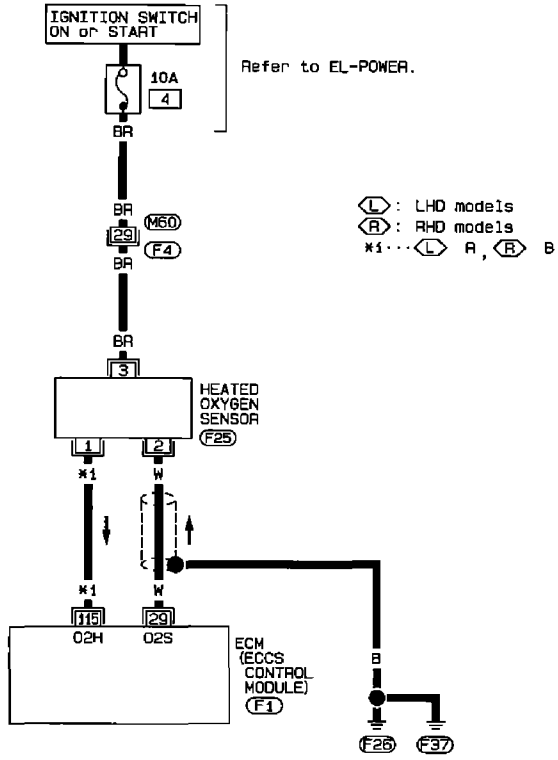 IGNITION SWITCH
ON or START
Refer to EL-POWER.
10A
4
BR
BR
M60
29
F4
BR
L : LHD models
R : RHD models
*1 ··· L R , R B
BR
3
HEATED
OXYGEN
SENSOR
F25
1 2
*1 W
*1 W
115 29
O2H O2S
ECM
(ECCS
CONTROL
MODULE)
F1
B
F26 F37